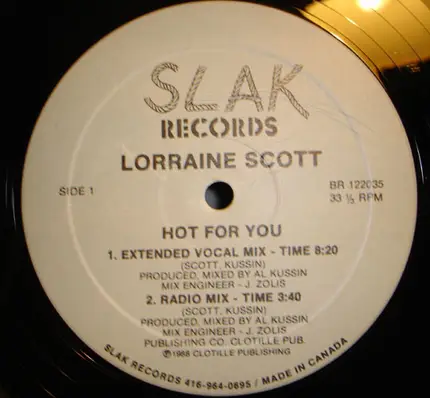 SLAK
RECORDS
LORRAINE SCOTT
SIDE 1
BR 122035
33 ⅓ RPM
HOT FOR YOU
1. EXTENDED VOCAL MIX - TIME 8:20
(SCOTT, KUSSIN)
PRODUCED, MIXED BY AL KUSSIN
MIX ENGINEER - J. ZOLIS
2. RADIO MIX - TIME 3:40
(SCOTT, KUSSIN)
PRODUCED, MIXED BY AL KUSSIN
MIX ENGINEER - J. ZOLIS
PUBLISHING CO. CLOTILLE PUB.
℗1988 CLOTILLE PUBLISHING
SLAK RECORDS 416-964-0695 / MADE IN CANADA